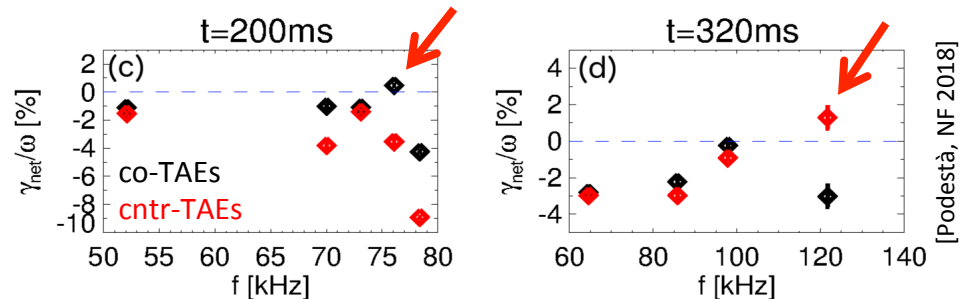 t=200ms
(c)
2
0
-2
-4
-6
-8
-10
γnet/ω [%]
co-TAEs
cntr-TAEs
50 55 60 65 70 75 80
f [kHz]
t=320ms
(d)
4
2
0
-2
-4
γnet/ω [%]
60 80 100 120 140
f [kHz]
[Podestà, NF 2018]